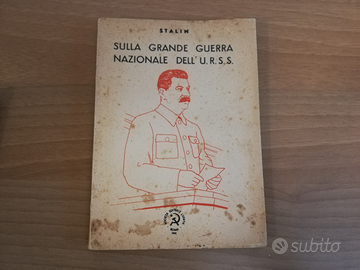 STALIN
SULLA GRANDE GUERRA
NAZIONALE DELL' U.R.S.S.
subito